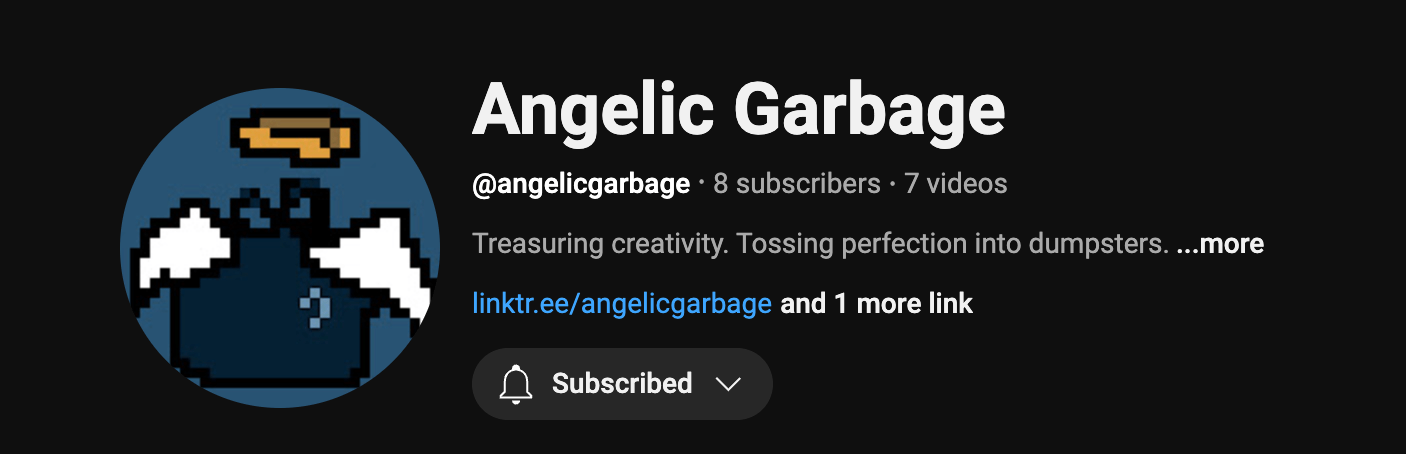 Angelic Garbage
@angelicgarbage · 8 subscribers · 7 videos
Treasuring creativity. Tossing perfection into dumpsters. ...more
linktr.ee/angelicgarbage and 1 more link
Subscribed